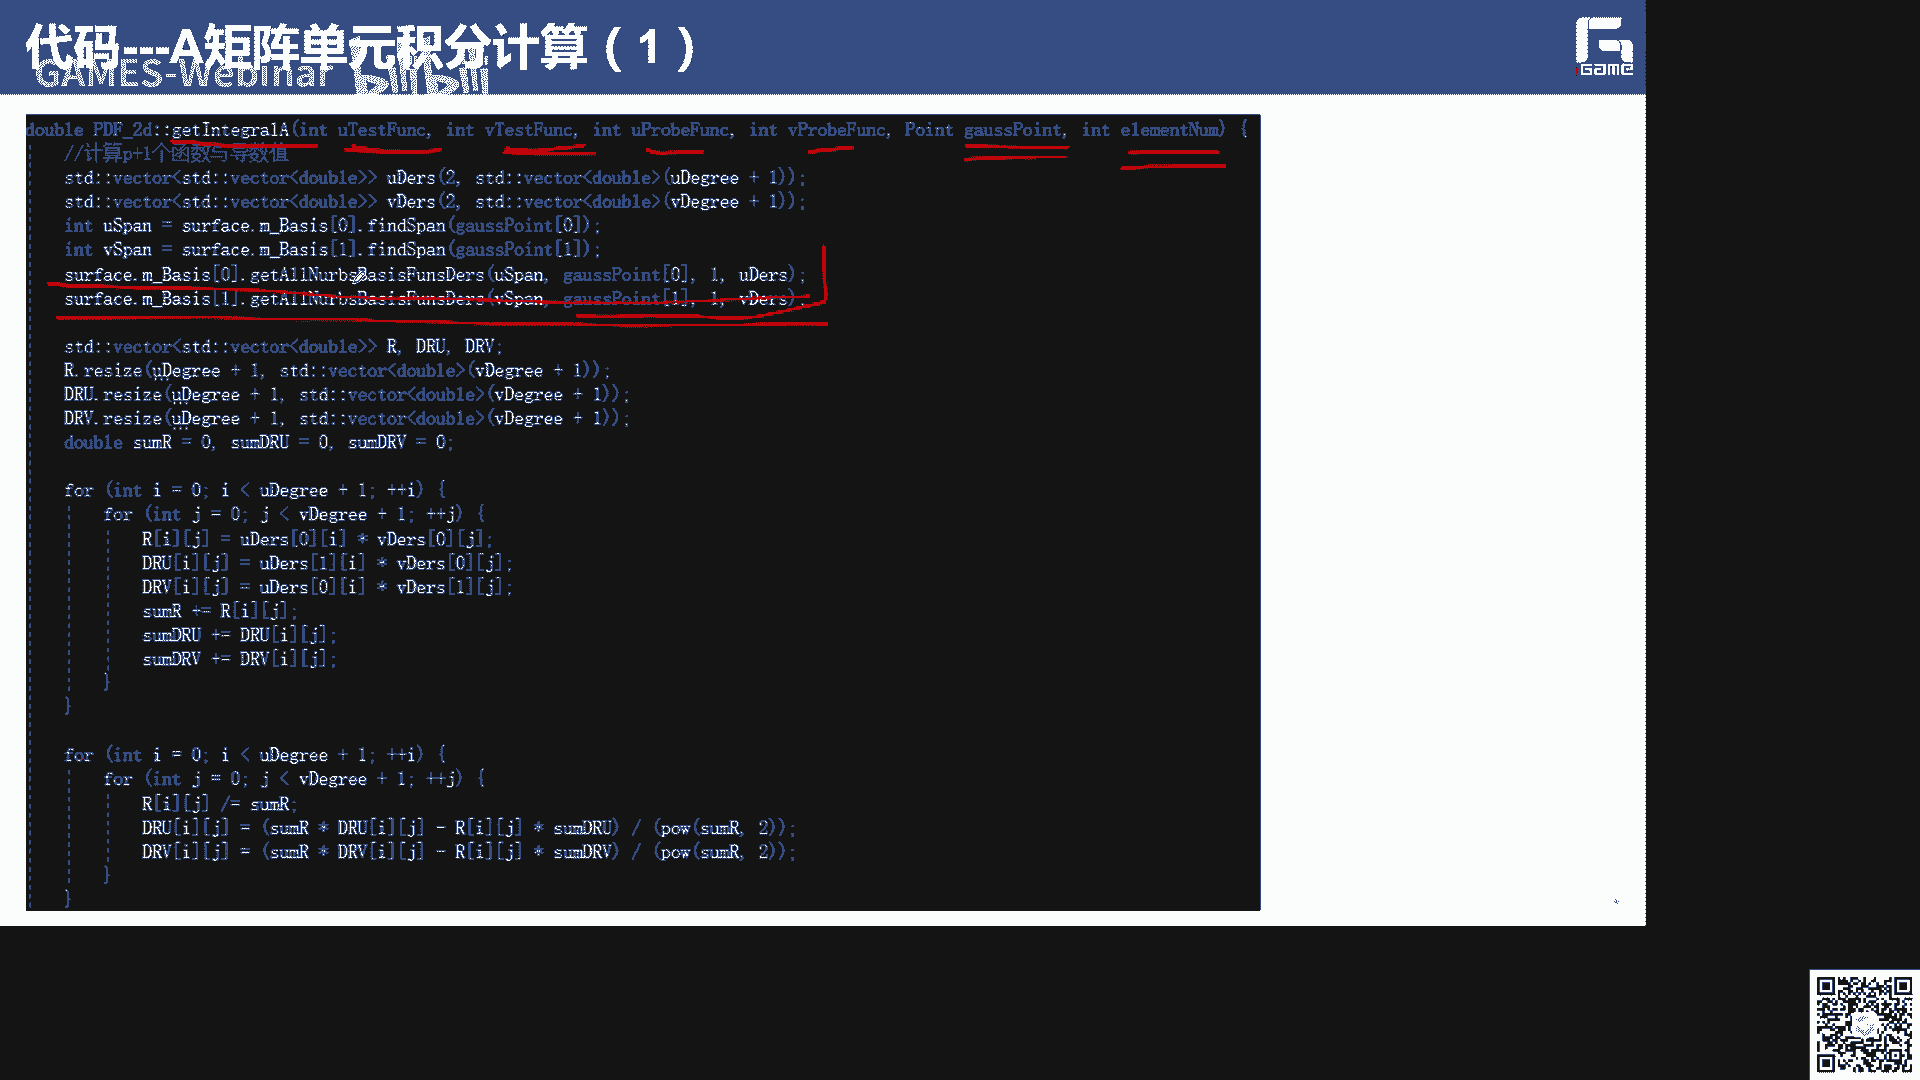 代码---A矩阵单元积分计算（1）
GAMES-Webinar bilibili
GAME
double PDF_2d::getIntegralA(int uTestFunc, int vTestFunc, int uProbeFunc, int vProbeFunc, Point gaussPoint, int elementNum) {
//计算p+1个函数与导数值
std::vector<std::vector<double>> uDers(2, std::vector<double>(uDegree + 1));
std::vector<std::vector<double>> vDers(2, std::vector<double>(vDegree + 1));
int uSpan = surface.m_Basis[0].findSpan(gaussPoint[0]);
int vSpan = surface.m_Basis[1].findSpan(gaussPoint[1]);
surface.m_Basis[0].getAllNurbsBasisFunsDers(uSpan, gaussPoint[0], 1, uDers);
surface.m_Basis[1].getAllNurbsBasisFunsDers(vSpan, gaussPoint[1], 1, vDers);
std::vector<std::vector<double>> R, DRU, DRV;
R.resize(uDegree + 1, std::vector<double>(vDegree + 1));
DRU.resize(uDegree + 1, std::vector<double>(vDegree + 1));
DRV.resize(uDegree + 1, std::vector<double>(vDegree + 1));
double sumR = 0, sumDRU = 0, sumDRV = 0;
for (int i = 0; i < uDegree + 1; ++i) {
for (int j = 0; j < vDegree + 1; ++j) {
R[i][j] = uDers[0][i] * vDers[0][j];
DRU[i][j] = uDers[1][i] * vDers[0][j];
DRV[i][j] = uDers[0][i] * vDers[1][j];
sumR += R[i][j];
sumDRU += DRU[i][j];
sumDRV += DRV[i][j];
}
}
for (int i = 0; i < uDegree + 1; ++i) {
for (int j = 0; j < vDegree + 1; ++j) {
R[i][j] /= sumR;
DRU[i][j] = (sumR * DRU[i][j] - R[i][j] * sumDRU) / (pow(sumR, 2));
DRV[i][j] = (sumR * DRV[i][j] - R[i][j] * sumDRV) / (pow(sumR, 2));
}
}